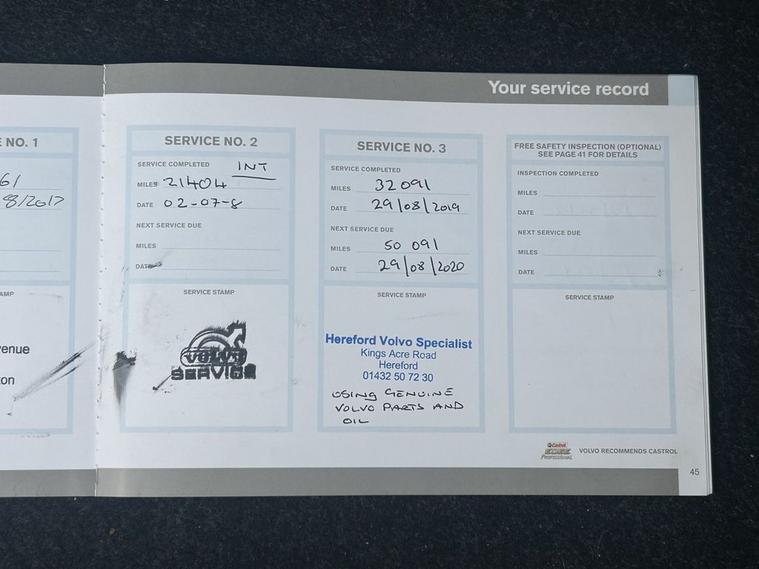 Your service record
E NO. 1
61
8/2017
AMP
venue
on
SERVICE NO. 2
SERVICE COMPLETED INT
MILES 21404
DATE 02-07-8
NEXT SERVICE DUE
MILES
DATE
SERVICE STAMP
VOLVO
SERVICE
SERVICE NO. 3
SERVICE COMPLETED
MILES 32091
DATE 29/08/2019
NEXT SERVICE DUE
MILES 50 091
DATE 29/08/2020
SERVICE STAMP
Hereford Volvo Specialist
Kings Acre Road
Hereford
01432 50 72 30
USING GENUINE
VOLVO PARTS AND
OIL
FREE SAFETY INSPECTION (OPTIONAL)
SEE PAGE 41 FOR DETAILS
INSPECTION COMPLETED
MILES
DATE
NEXT SERVICE DUE
MILES
DATE
SERVICE STAMP
Castrol
EDGE
Professional
VOLVO RECOMMENDS CASTROL
45